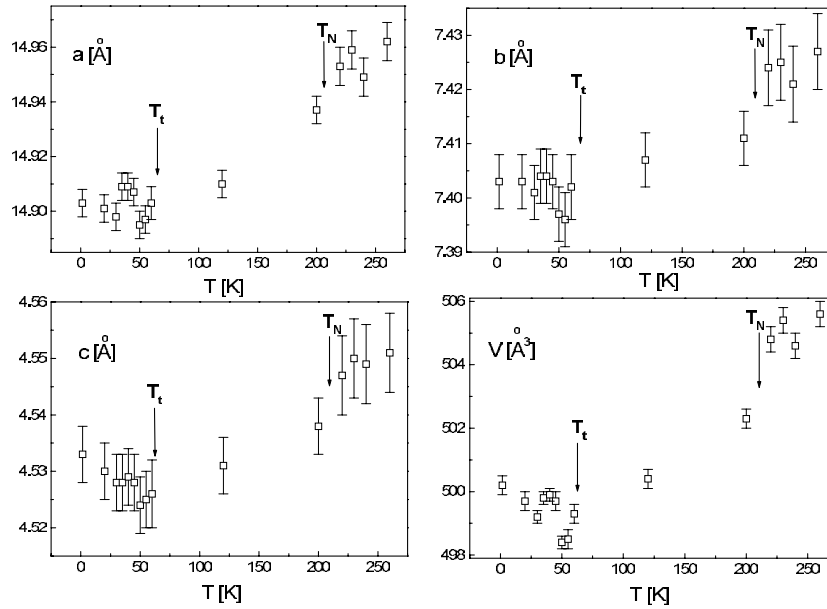 a [Å]
T_t
T_N
14.96
14.94
14.92
14.90
0 50 100 150 200 250
T [K]
b [Å]
T_t
T_N
7.43
7.42
7.41
7.40
7.39
0 50 100 150 200 250
T [K]
c [Å]
T_t
T_N
4.56
4.55
4.54
4.53
4.52
0 50 100 150 200 250
T [K]
V [Å³]
T_t
T_N
506
504
502
500
498
0 50 100 150 200 250
T [K]